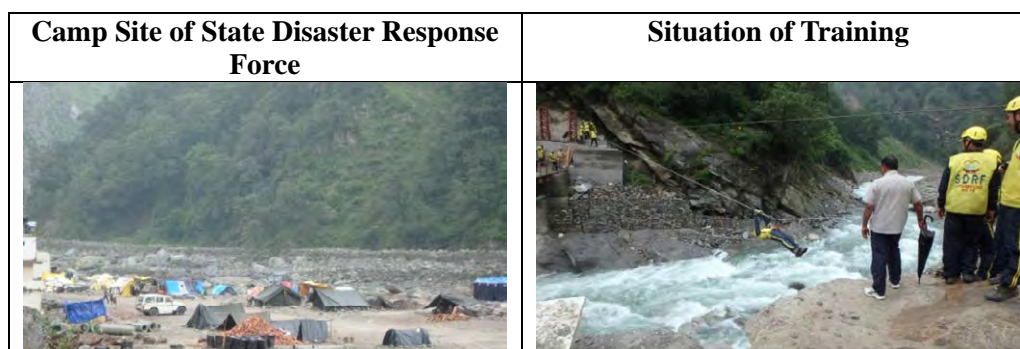 Camp Site of State Disaster Response
Force
Situation of Training
SDRF